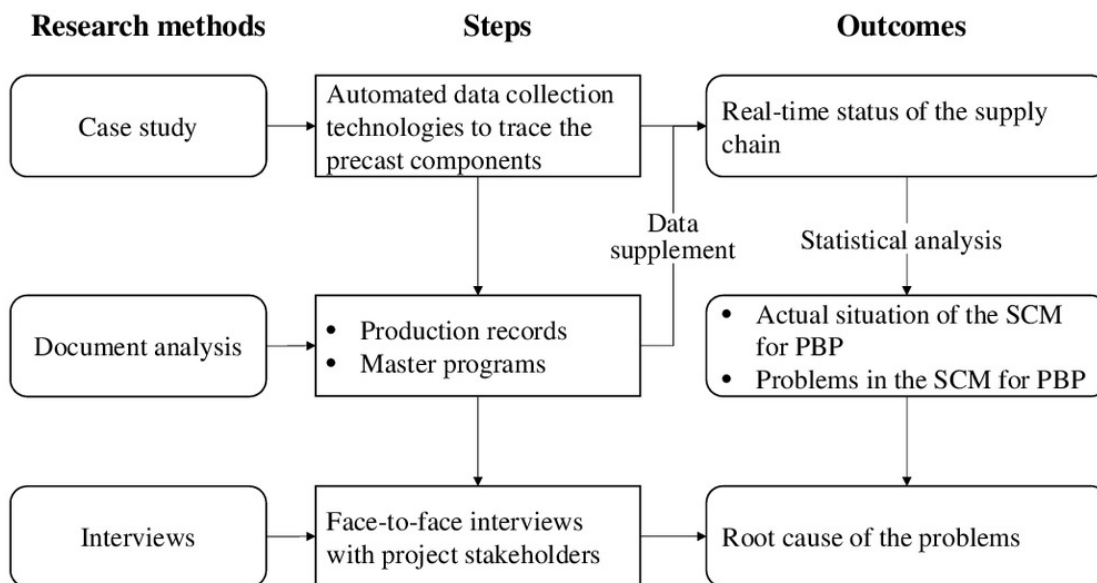 Research methods
Steps
Outcomes
Case study
Automated data collection
technologies to trace the
precast components
Real-time status of the supply
chain
Data
supplement
Statistical analysis
Document analysis
• Production records
• Master programs
• Actual situation of the SCM
for PBP
• Problems in the SCM for PBP
Interviews
Face-to-face interviews
with project stakeholders
Root cause of the problems